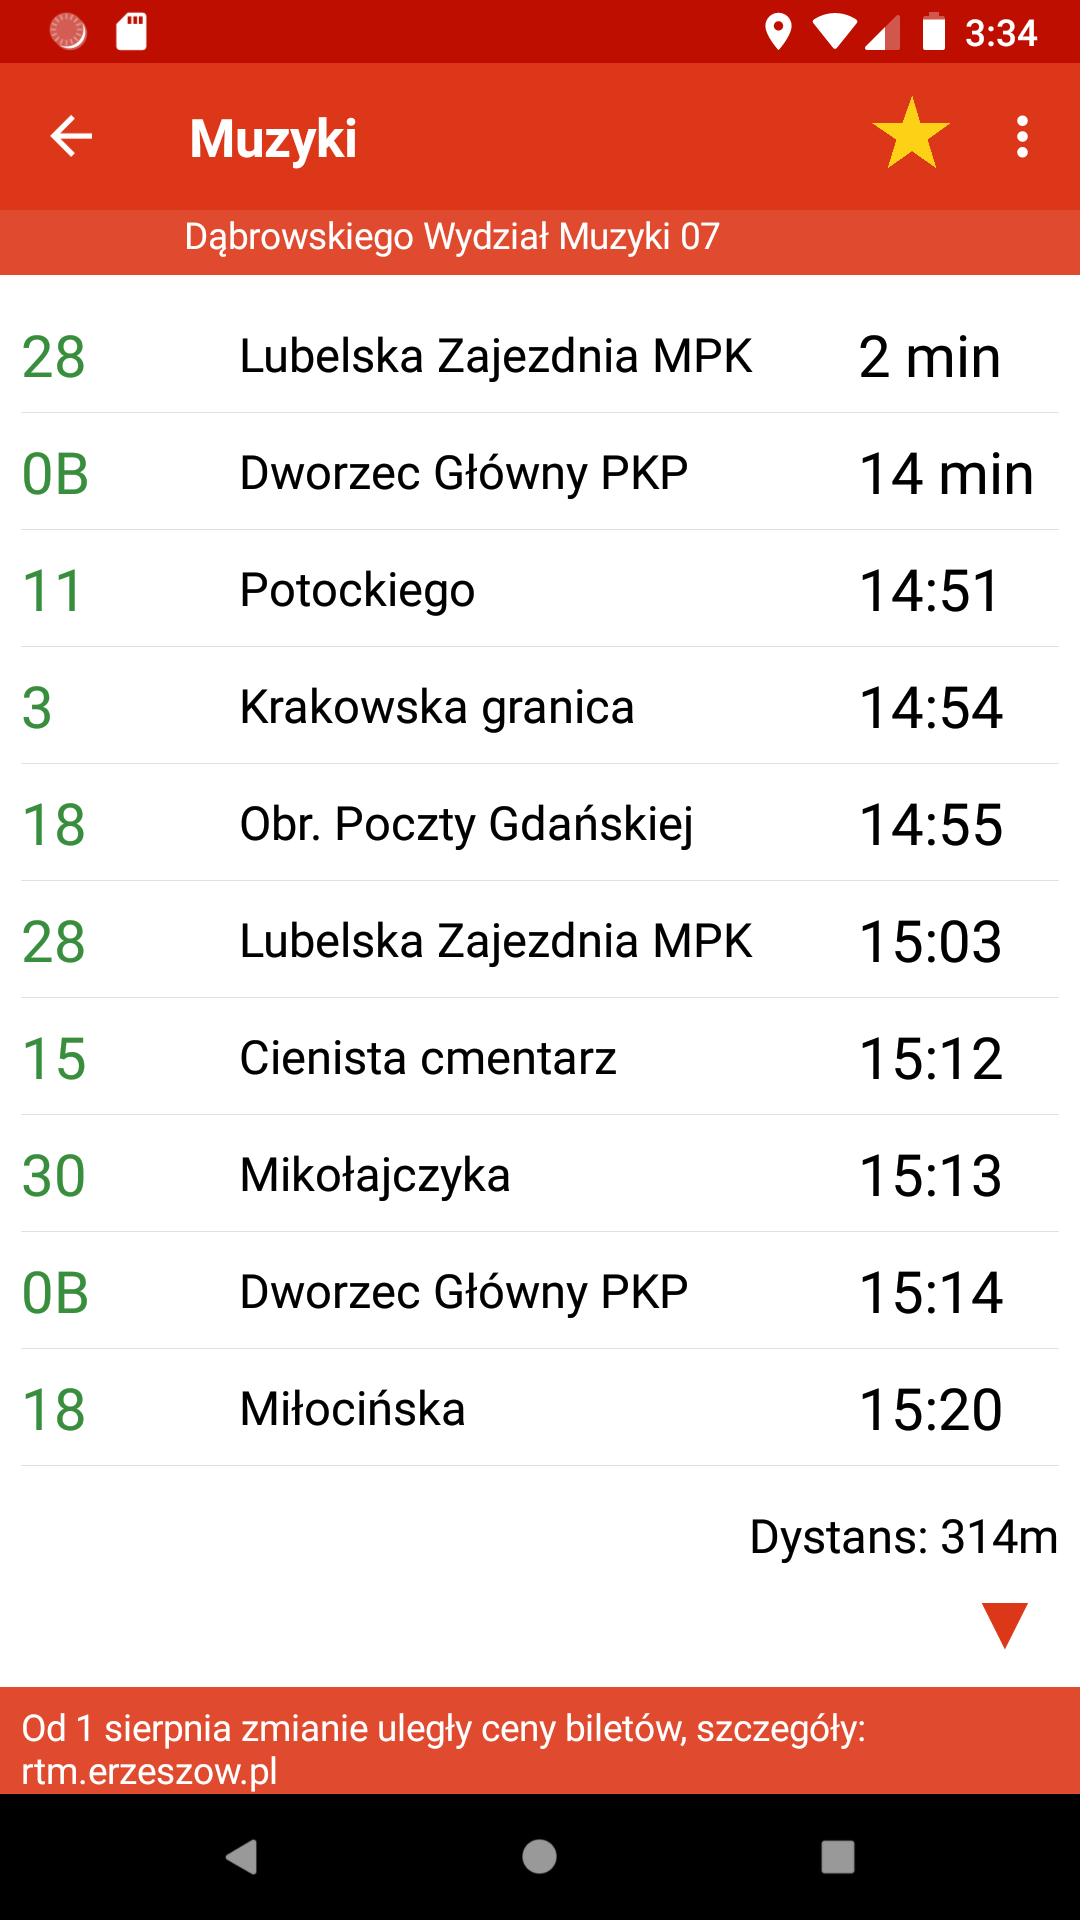 3:34
Muzyki
Dąbrowskiego Wydział Muzyki 07
28 Lubelska Zajezdnia MPK 2 min
0B Dworzec Główny PKP 14 min
11 Potockiego 14:51
3 Krakowska granica 14:54
18 Obr. Poczty Gdańskiej 14:55
28 Lubelska Zajezdnia MPK 15:03
15 Cienista cmentarz 15:12
30 Mikołajczyka 15:13
0B Dworzec Główny PKP 15:14
18 Miłocińska 15:20
Dystans: 314m
Od 1 sierpnia zmianie uległy ceny biletów, szczegóły:
rtm.erzeszow.pl